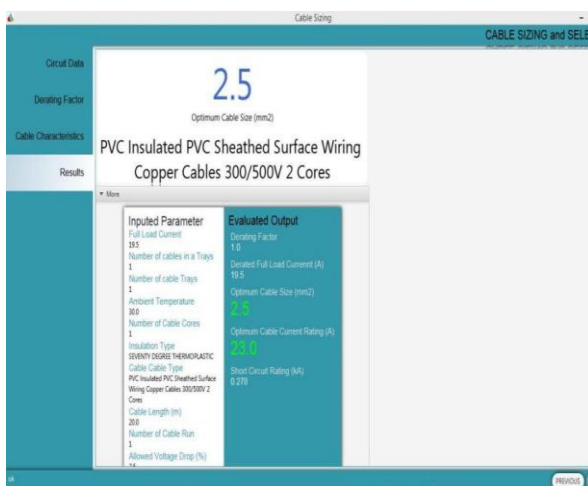 Cable Sizing
CABLE SIZING and SELE
Circuit Data
Derating Factor
Cable Characteristics
Results
2.5
Optimum Cable Size (mm2)
PVC Insulated PVC Sheathed Surface Wiring
Copper Cables 300/500V 2 Cores
More
Inputed Parameter
Full Load Current
19.5
Number of cables in a Trays
1
Number of cable Trays
1
Ambient Temperature
30.0
Number of Cable Cores
1
Insulation Type
SEVENTY DEGREE THERMOPLASTIC
Cable Cable Type
PVC Insulated PVC Sheathed Surface
Wiring Copper Cables 300/500V 2
Cores
Cable Length (m)
20.0
Number of Cable Run
1
Allowed Voltage Drop (%)
Evaluated Output
Derating Factor
1.0
Derated Full Load Currennt (A)
19.5
Optimum Cable Size (mm2)
2.5
Optimum Cable Current Rating (A)
23.0
Short Circuit Rating (kA)
0.270
PREVIOUS